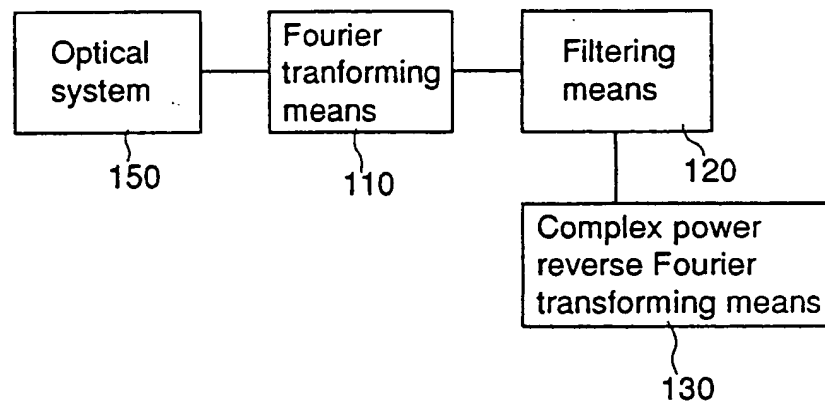 Optical
system
150
Fourier
tranforming
means
110
Filtering
means
120
Complex power
reverse Fourier
transforming means
130